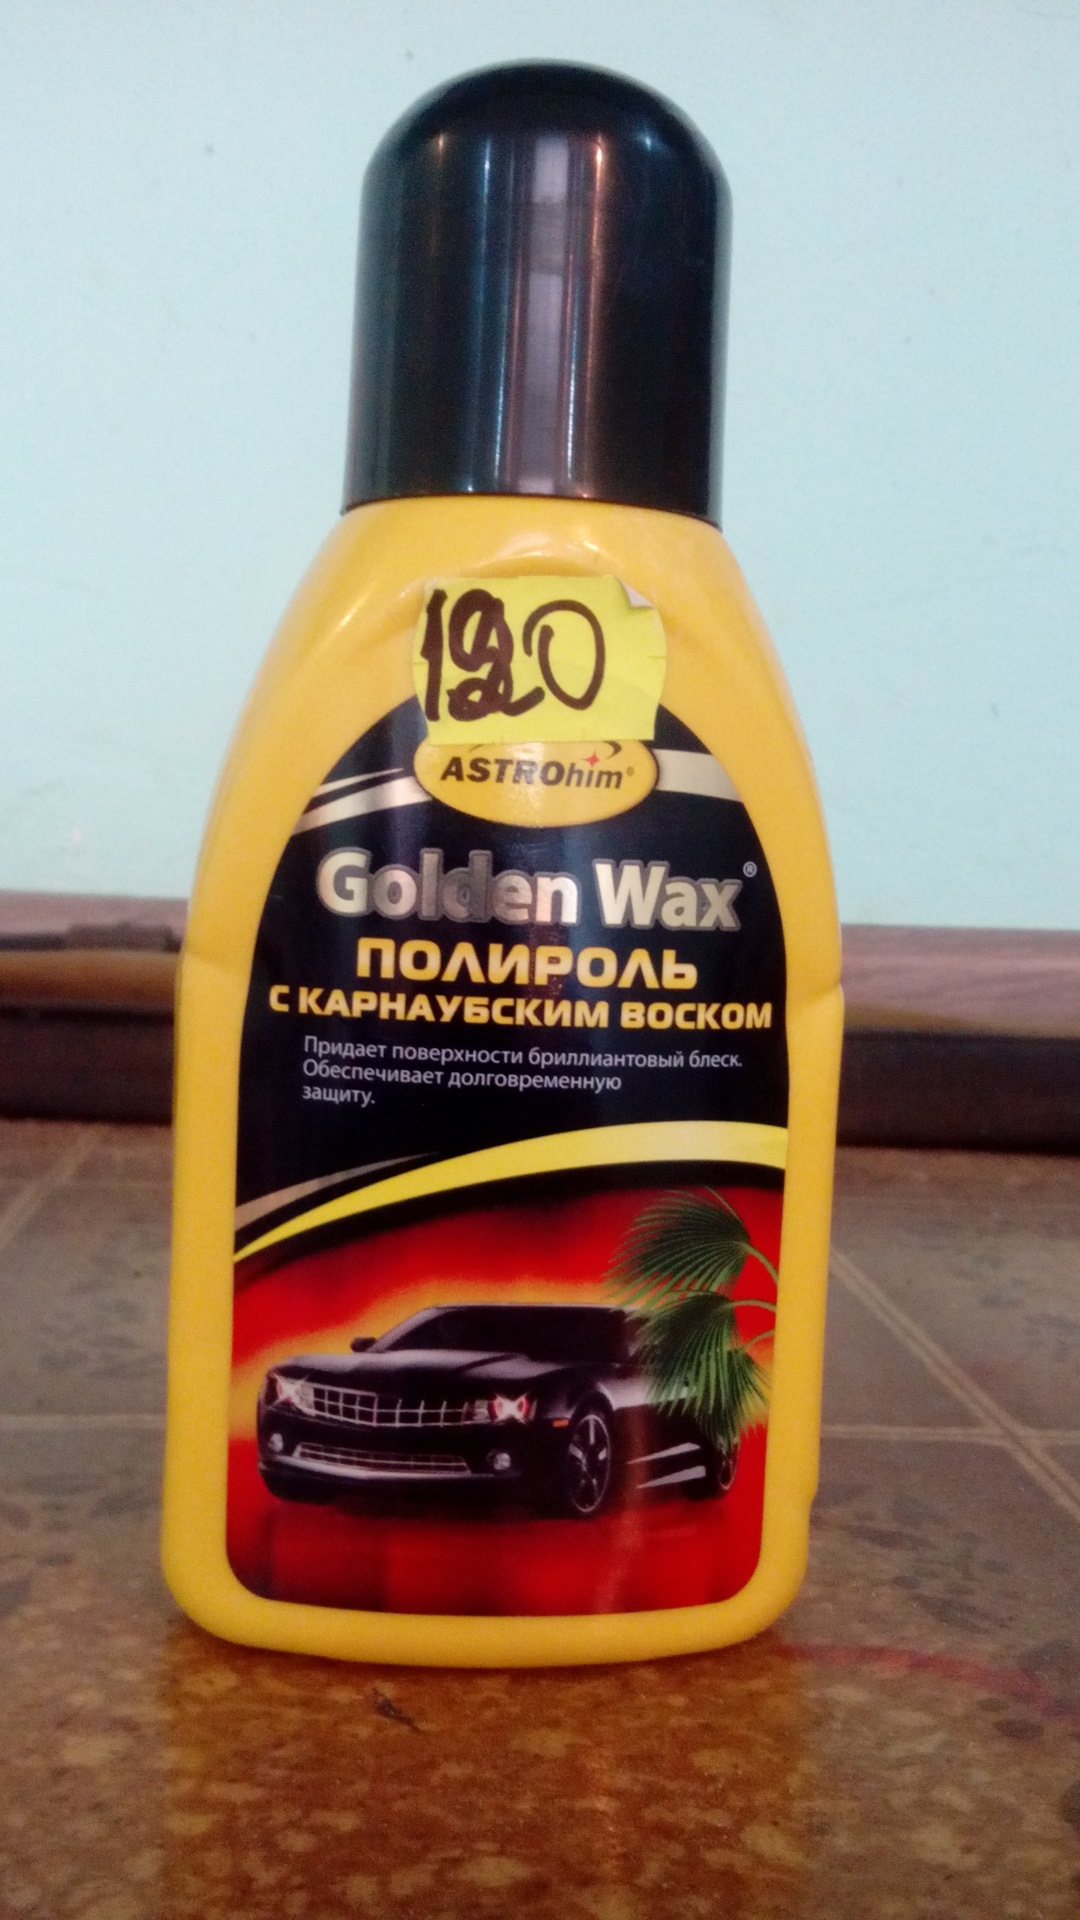 120
ASTROhim®
Golden Wax®
ПОЛИРОЛЬ
С КАРНАУБСКИМ ВОСКОМ
Придает поверхности бриллиантовый блеск.
Обеспечивает долговременную
защиту.